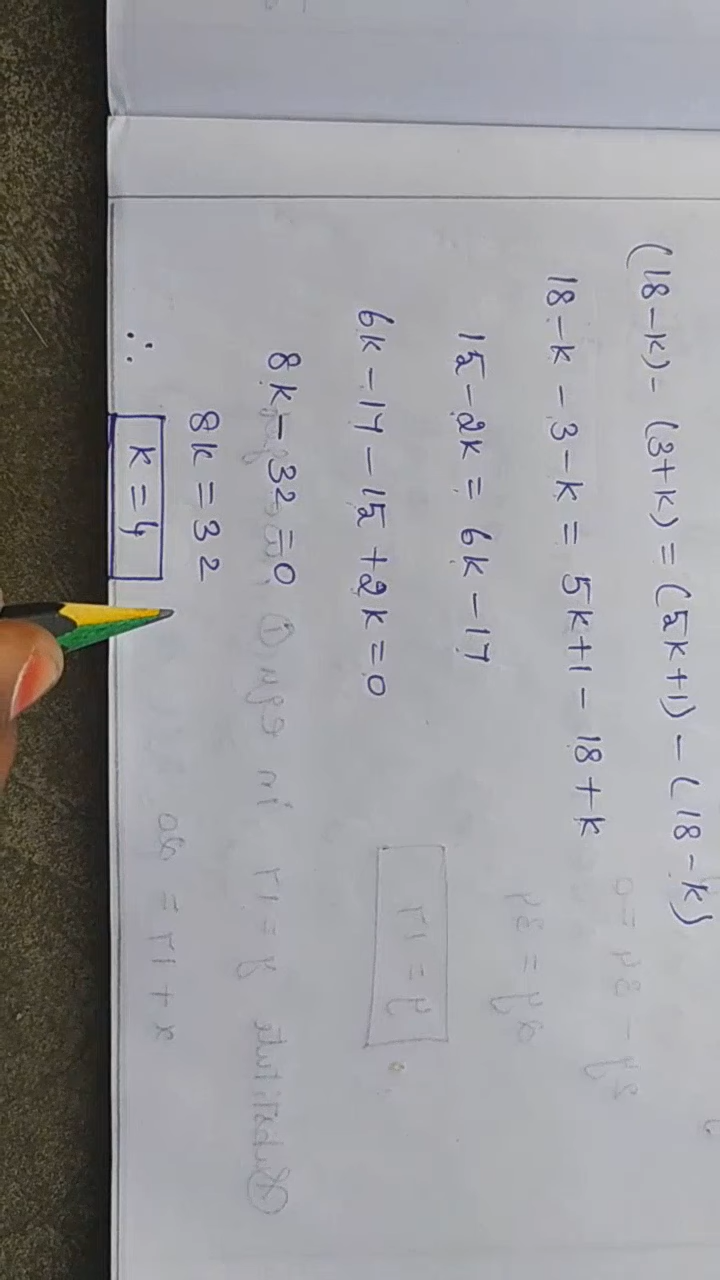 (18-k) - (3+k) = (5k+1) - (18-k)
18-k - 3-k = 5k+1 - 18+k
15-2k = 6k-17
6k-17-15+2k=0
8k-32=0
8k=32
∴ k=4